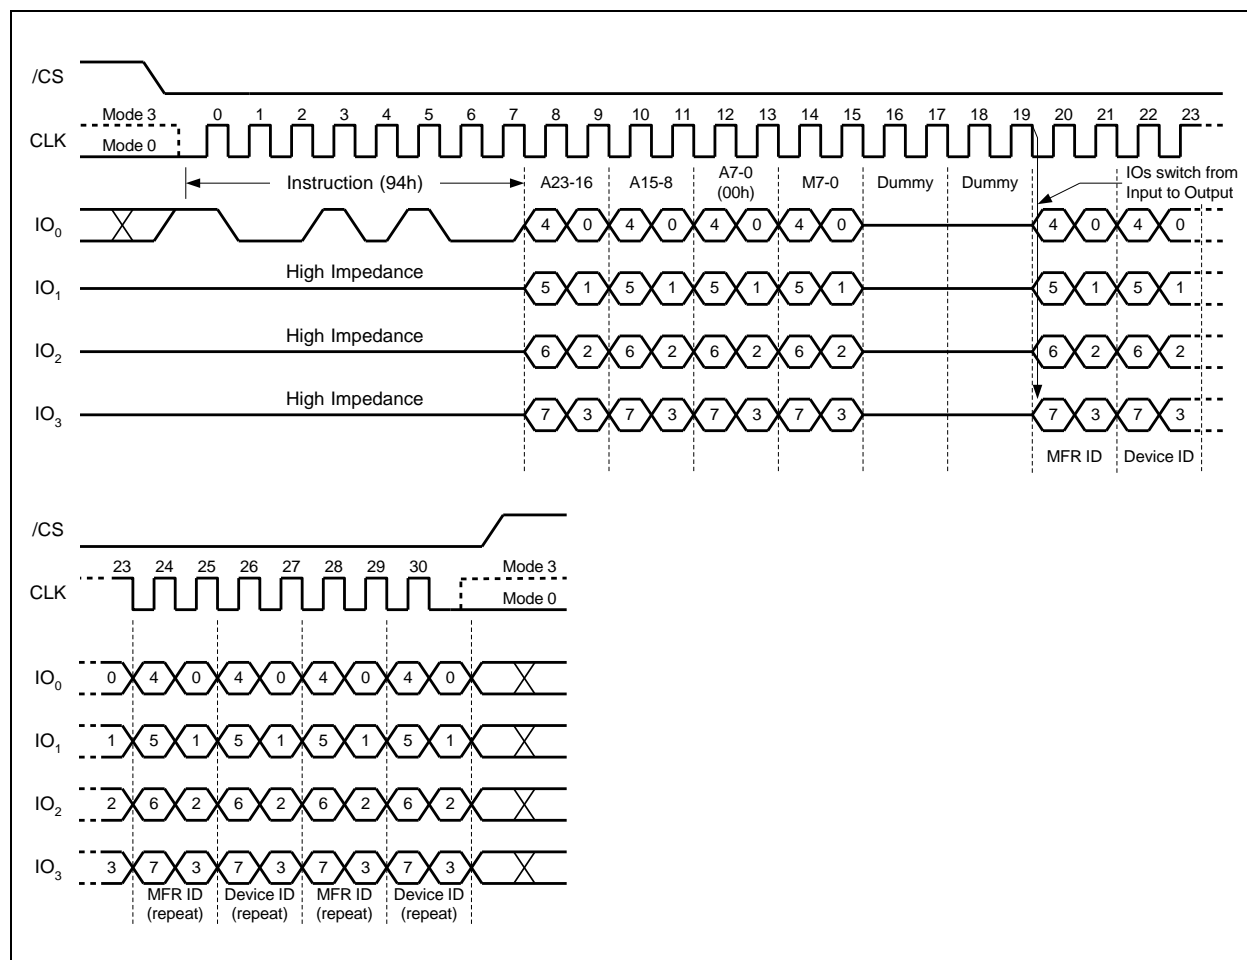 /CS
Mode 3 0 1 2 3 4 5 6 7 8 9 10 11 12 13 14 15 16 17 18 19 20 21 22 23
CLK
Mode 0
Instruction (94h) A23-16 A15-8 A7-0 (00h) M7-0 Dummy Dummy IOs switch from
Input to Output
IO0 4 0 4 0 4 0 4 0 4 0 4 0
High Impedance
IO1 5 1 5 1 5 1 5 1 5 1 5 1
High Impedance
IO2 6 2 6 2 6 2 6 2 6 2 6 2
High Impedance
IO3 7 3 7 3 7 3 7 3 7 3 7 3
MFR ID Device ID
/CS
23 24 25 26 27 28 29 30 Mode 3
CLK
Mode 0
IO0 0 4 0 4 0 4 0 4 0
IO1 1 5 1 5 1 5 1 5 1
IO2 2 6 2 6 2 6 2 6 2
IO3 3 7 3 7 3 7 3 7 3
MFR ID Device ID MFR ID Device ID
(repeat) (repeat) (repeat) (repeat)